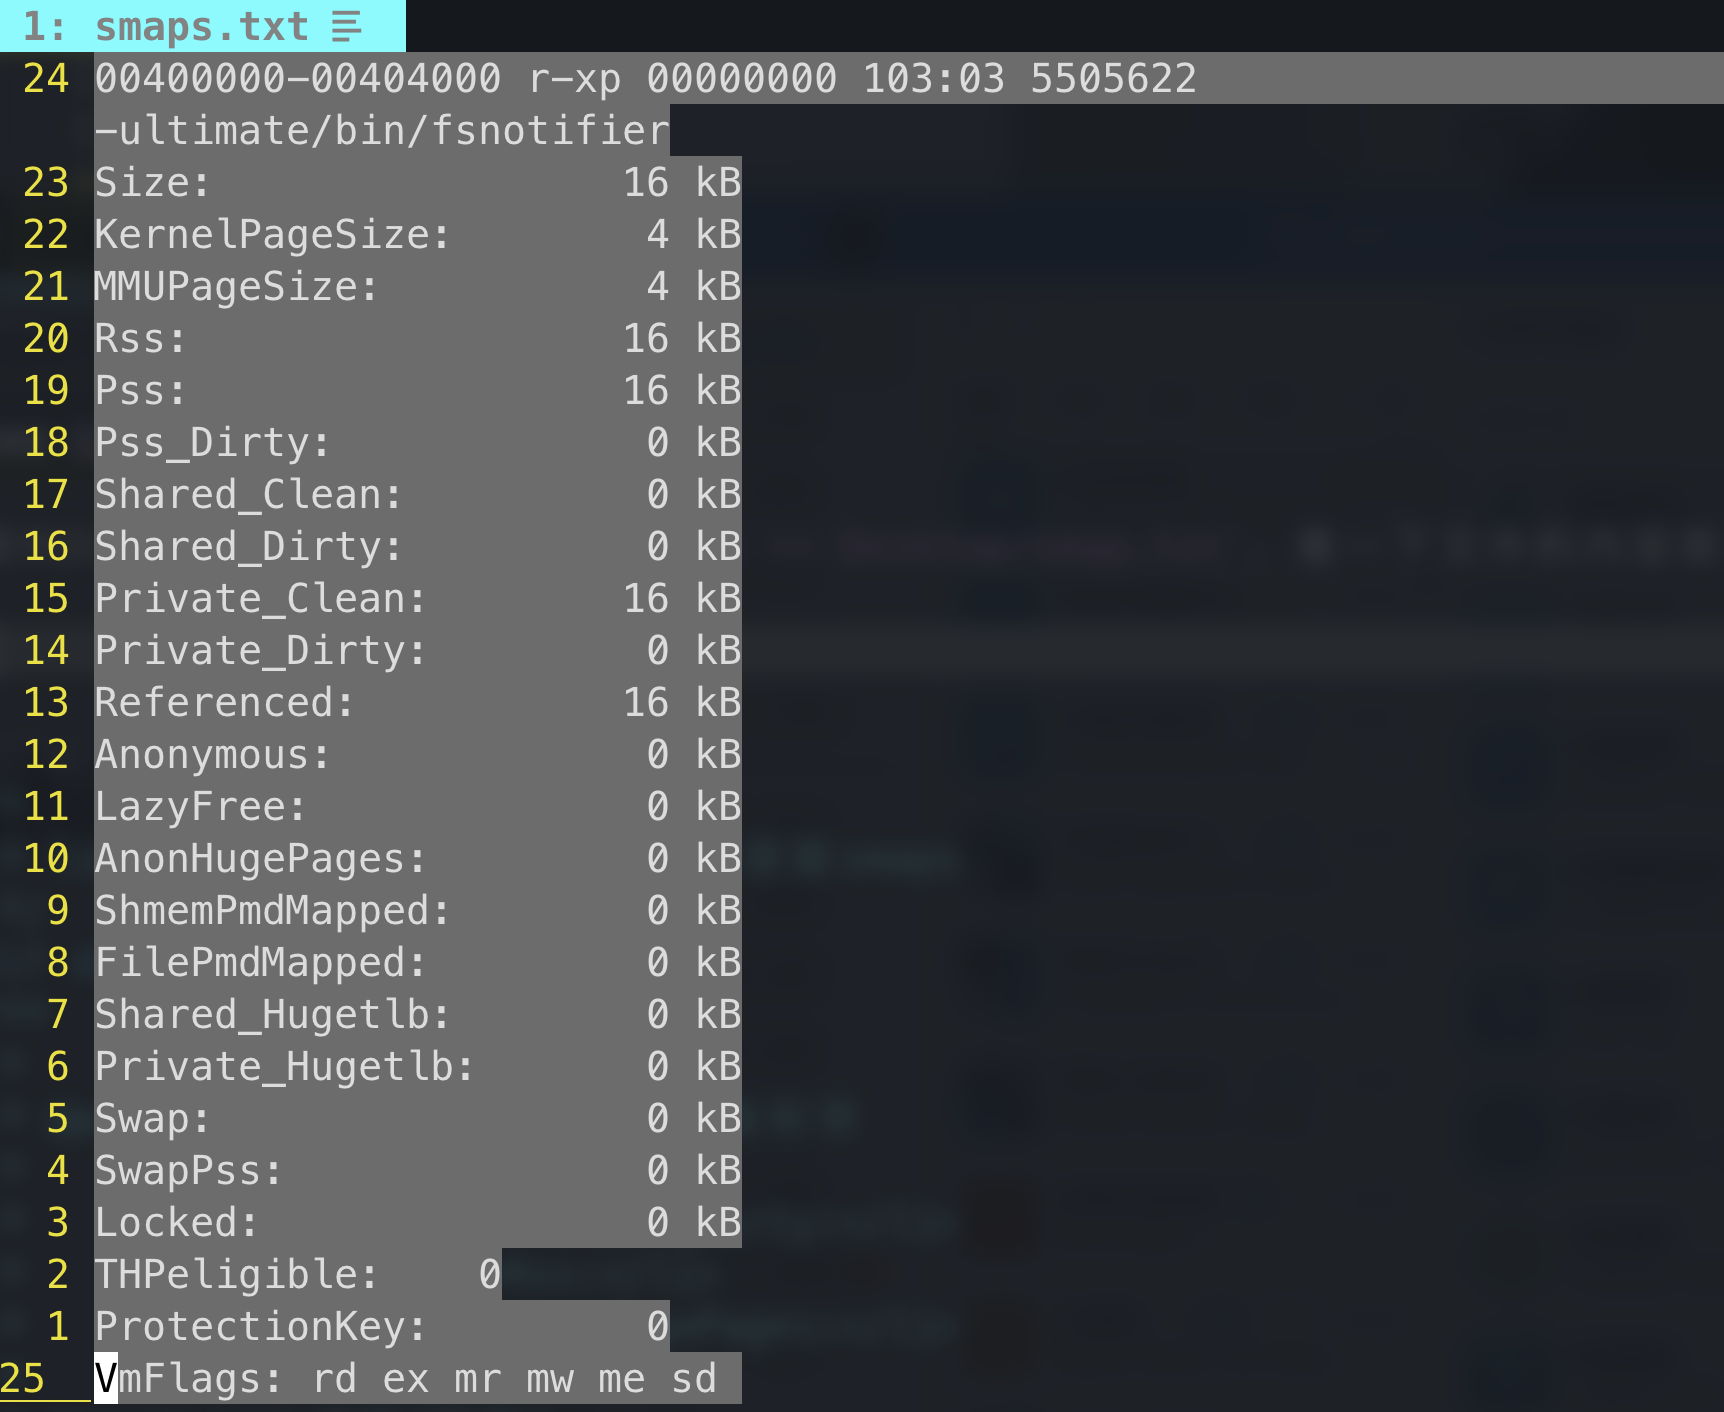 1: smaps.txt
24 00400000-00404000 r-xp 00000000 103:03 5505622
-ultimate/bin/fsnotifier
23 Size: 16 kB
22 KernelPageSize: 4 kB
21 MMUPageSize: 4 kB
20 Rss: 16 kB
19 Pss: 16 kB
18 Pss_Dirty: 0 kB
17 Shared_Clean: 0 kB
16 Shared_Dirty: 0 kB
15 Private_Clean: 16 kB
14 Private_Dirty: 0 kB
13 Referenced: 16 kB
12 Anonymous: 0 kB
11 LazyFree: 0 kB
10 AnonHugePages: 0 kB
9 ShmemPmdMapped: 0 kB
8 FilePmdMapped: 0 kB
7 Shared_Hugetlb: 0 kB
6 Private_Hugetlb: 0 kB
5 Swap: 0 kB
4 SwapPss: 0 kB
3 Locked: 0 kB
2 THPeligible: 0
1 ProtectionKey: 0
25 VmFlags: rd ex mr mw me sd